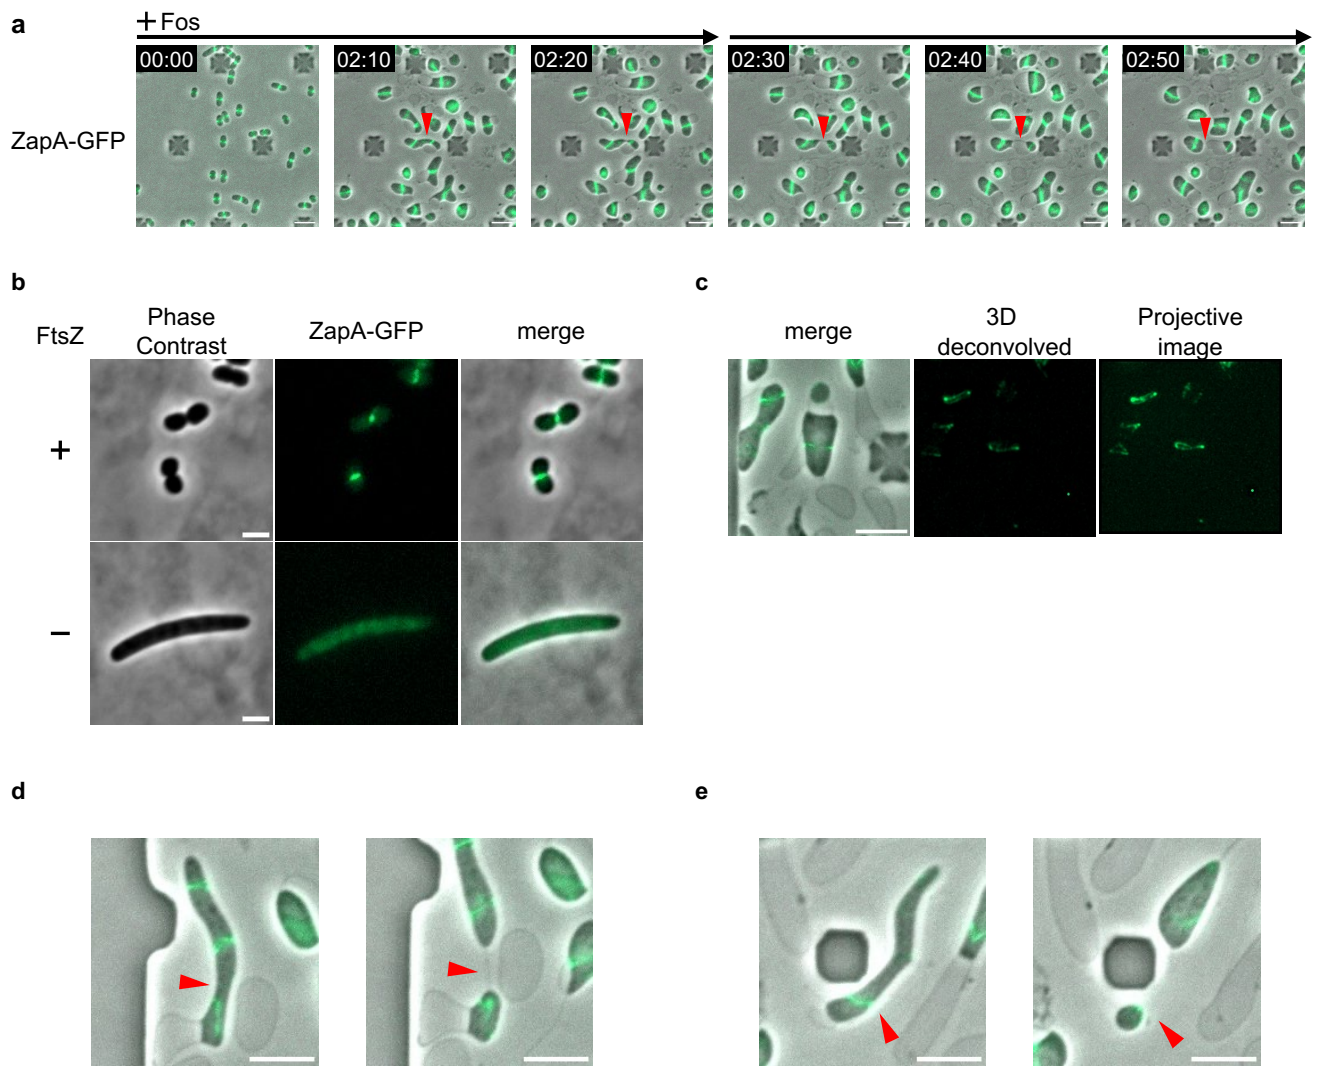 a
+Fos
00:00
02:10
02:20
02:30
02:40
02:50
ZapA-GFP
b
c
FtsZ
Phase
Contrast
ZapA-GFP
merge
merge
3D
deconvolved
Projective
image
+
−
d
e